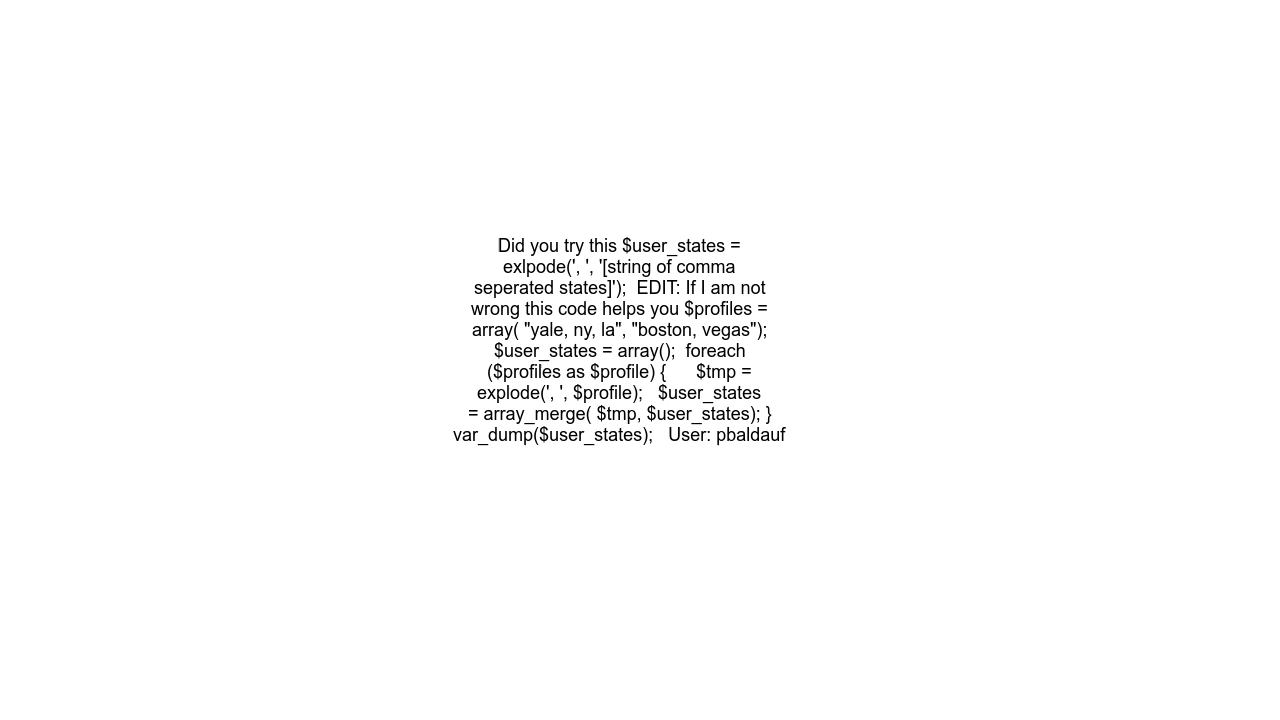 Did you try this $user_states =
exlpode(', ', '[string of comma
seperated states]');  EDIT: If I am not
wrong this code helps you $profiles =
array( "yale, ny, la", "boston, vegas");
$user_states = array();  foreach
($profiles as $profile) {      $tmp =
explode(', ', $profile);   $user_states
= array_merge( $tmp, $user_states); }
var_dump($user_states);   User: pbaldauf